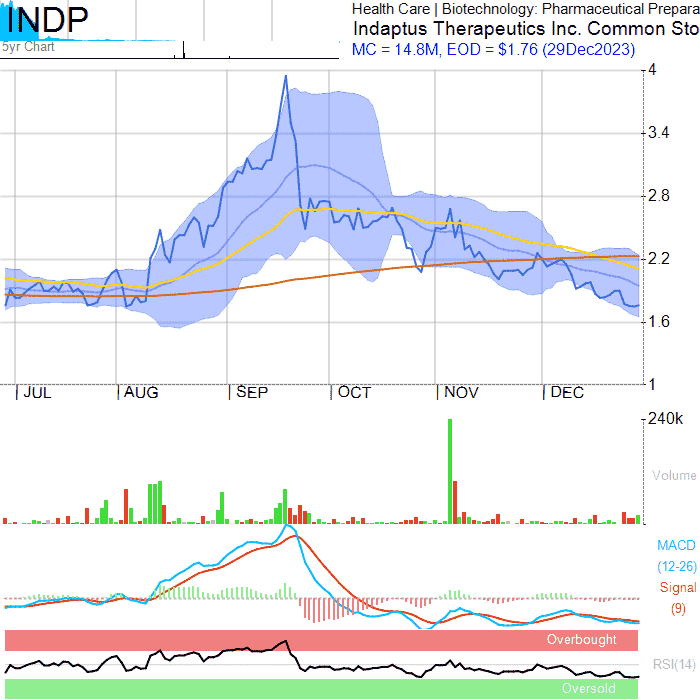 INDP
5yr Chart
Health Care | Biotechnology: Pharmaceutical Prepara
Indaptus Therapeutics Inc. Common Sto
MC = 14.8M, EOD = $1.76 (29Dec2023)
4
3.4
2.8
2.2
1.6
1
JUL AUG SEP OCT NOV DEC
240k
Volume
MACD
(12-26)
Signal
(9)
Overbought
RSI(14)
Oversold